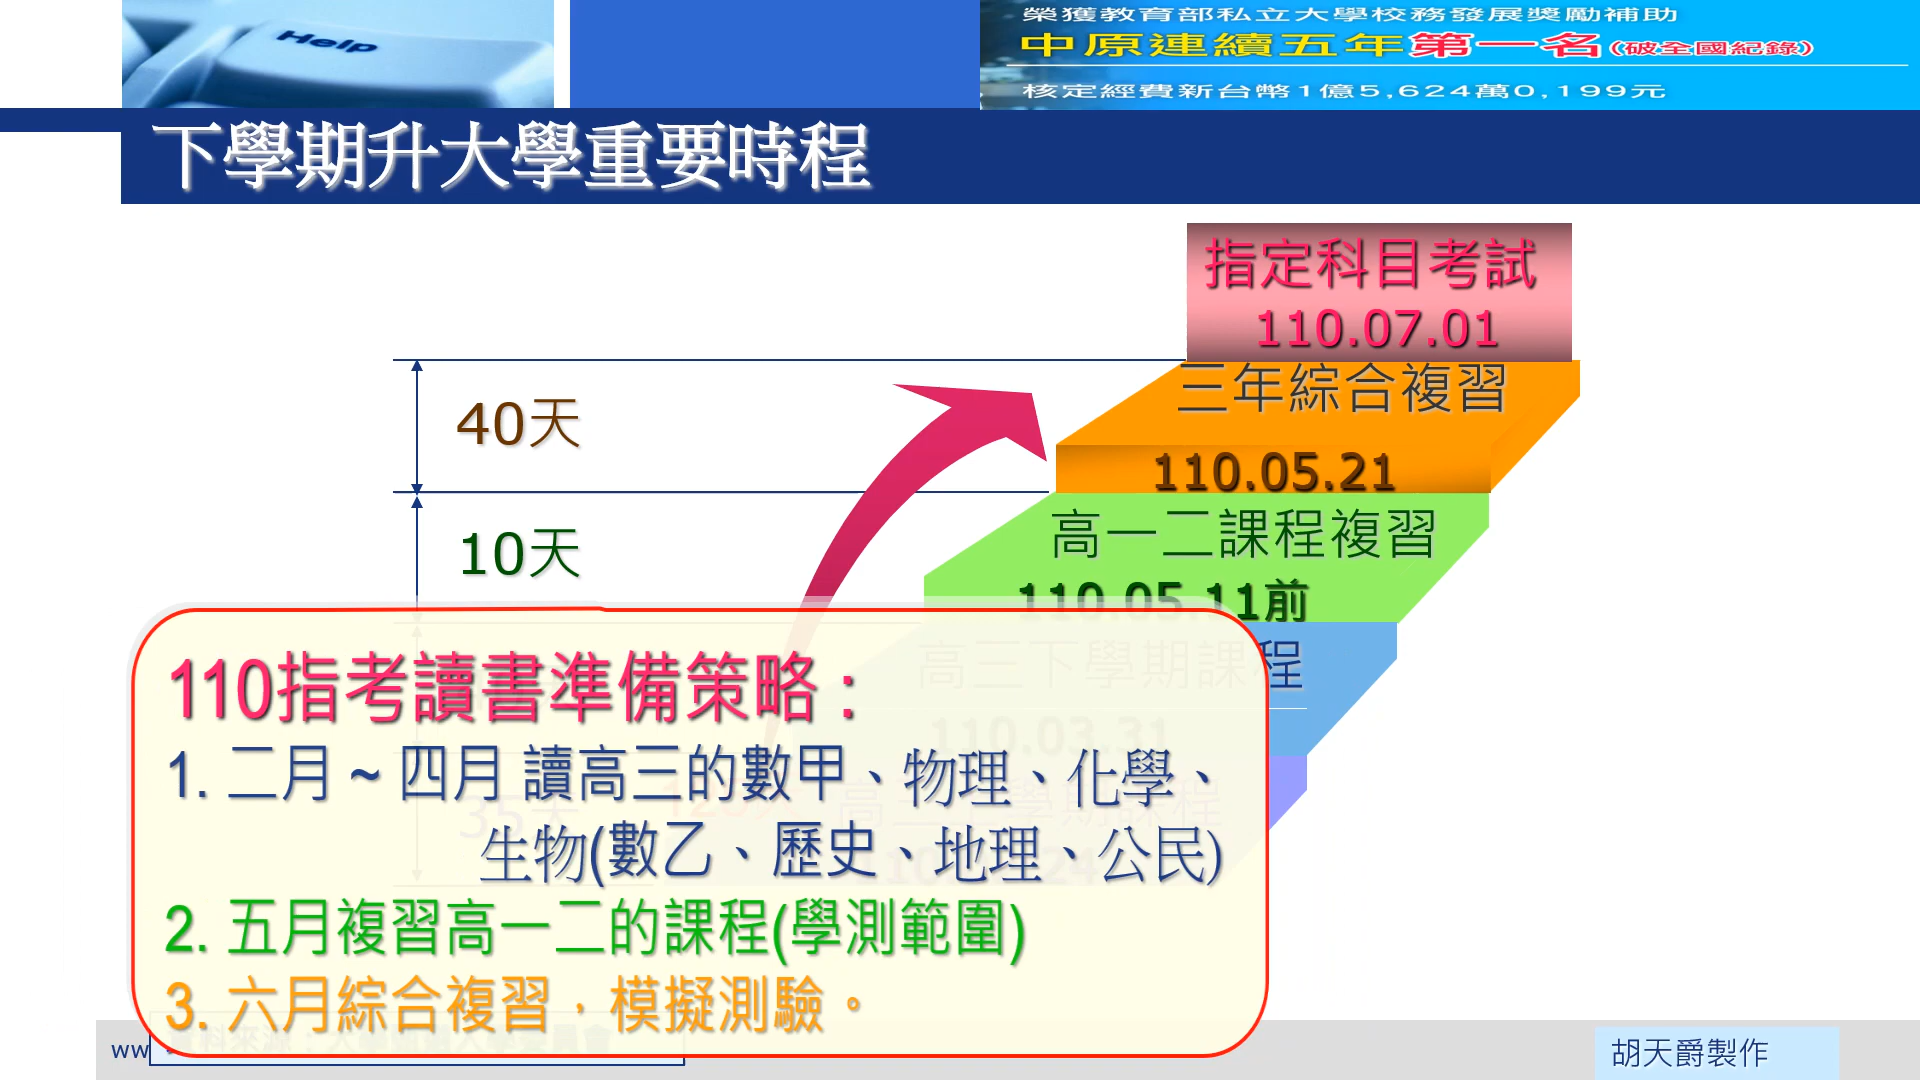 Help
榮獲教育部私立大學校務發展獎勵補助
中原連續五年第一名(破全國紀錄)
核定經費新台幣1億5,624萬0,199元
下學期升大學重要時程
指定科目考試
110.07.01
三年綜合複習
40天
110.05.21
高一二課程複習
10天
110.05.11前
高三下學期課程
110.03.31
110指考讀書準備策略：
1. 二月 ~ 四月 讀高三的數甲、物理、化學、
生物(數乙、歷史、地理、公民)
35天
2. 五月複習高一二的課程(學測範圍)
3. 六月綜合複習，模擬測驗。
ww
胡天爵製作